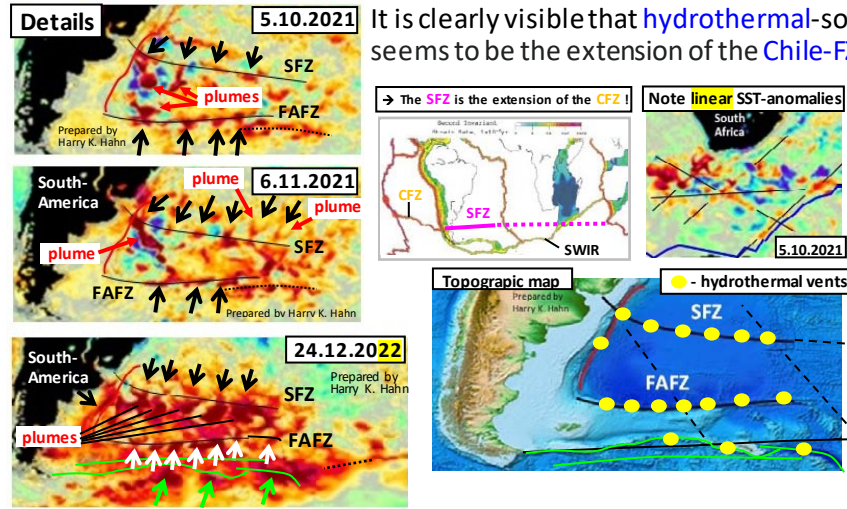 Details
5.10.2021
SFZ
plumes
FAFZ
Prepared by
Harry K. Hahn
It is clearly visible that hydrothermal-so
seems to be the extension of the Chile-FZ
→ The SFZ is the extension of the CFZ !
Second Invariant
CFZ
SFZ
SWIR
Note linear SST-anomalies
South
Africa
5.10.2021
South-
America
6.11.2021
plume
plume
plume
SFZ
FAFZ
Prepared by Harry K. Hahn
24.12.2022
South-
America
Prepared by
Harry K. Hahn
SFZ
plumes
FAFZ
Topograpic map
Prepared by
Harry K. Hahn
- hydrothermal vents
SFZ
FAFZ